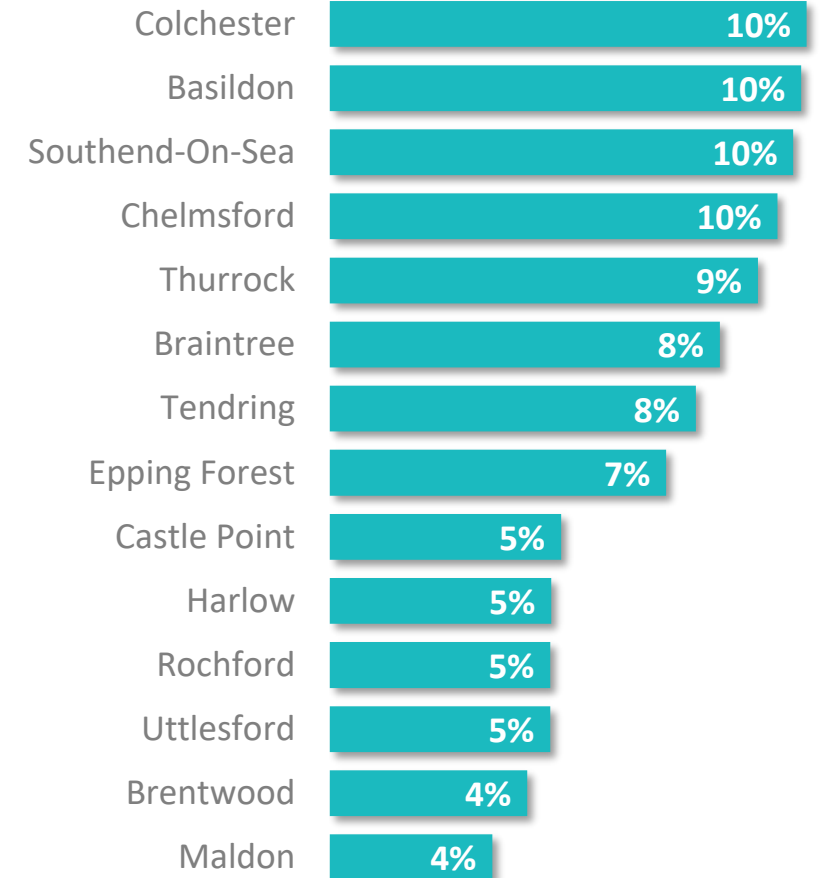 Colchester 10%
Basildon 10%
Southend-On-Sea 10%
Chelmsford 10%
Thurrock 9%
Braintree 8%
Tendring 8%
Epping Forest 7%
Castle Point 5%
Harlow 5%
Rochford 5%
Uttlesford 5%
Brentwood 4%
Maldon 4%